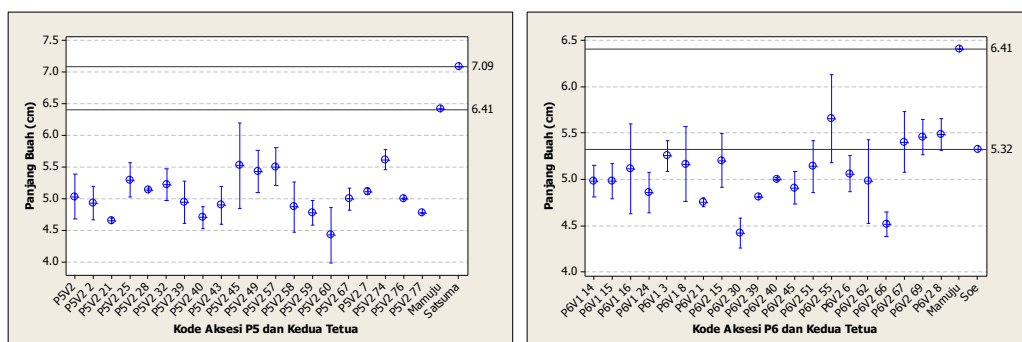 7.5
7.0
6.5
6.0
5.5
5.0
4.5
4.0
Panjang Buah (cm)
7.09
6.41
P5V2
P5V2 2
P5V2 21
P5V2 25
P5V2 28
P5V2 32
P5V2 39
P5V2 40
P5V2 43
P5V2 45
P5V2 49
P5V2 57
P5V2 58
P5V2 59
P5V2 60
P5V2 67
P5V2 7
P5V2 74
P5V2 76
P5V2 77
Mamuju
Satsuma
Kode Aksesi P5 dan Kedua Tetua
6.5
6.0
5.5
5.0
4.5
4.0
Panjang Buah (cm)
6.41
5.32
P6V1 14
P6V1 15
P6V1 16
P6V1 24
P6V1 3
P6V1 8
P6V2 1
P6V2 15
P6V2 30
P6V2 39
P6V2 40
P6V2 45
P6V2 51
P6V2 55
P6V2 6
P6V2 62
P6V2 66
P6V2 67
P6V2 69
P6V2 8
Mamuju
Soe
Kode Aksesi P6 dan Kedua Tetua